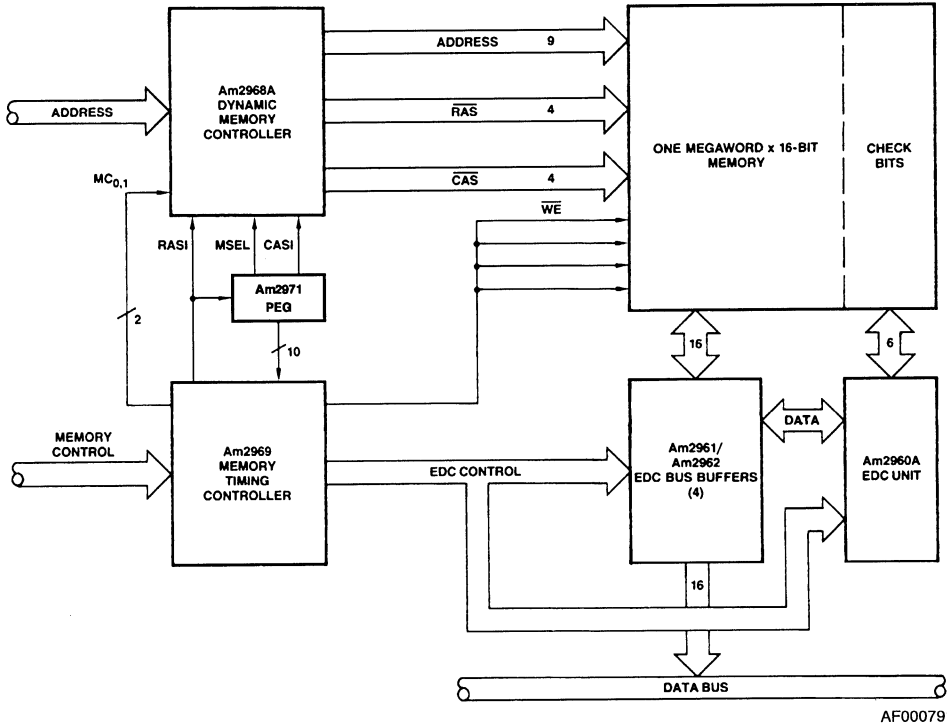 Am2968A
DYNAMIC
MEMORY
CONTROLLER
ADDRESS
ADDRESS 9
RAS 4
CAS 4
WE
ONE MEGAWORD x 16-BIT
MEMORY
CHECK
BITS
MC0,1
RASI
MSEL
CASI
Am2971
PEG
2
10
16
6
MEMORY
CONTROL
Am2969
MEMORY
TIMING
CONTROLLER
EDC CONTROL
Am2961/
Am2962
EDC BUS BUFFERS
(4)
DATA
Am2960A
EDC UNIT
16
DATA BUS
AF00079